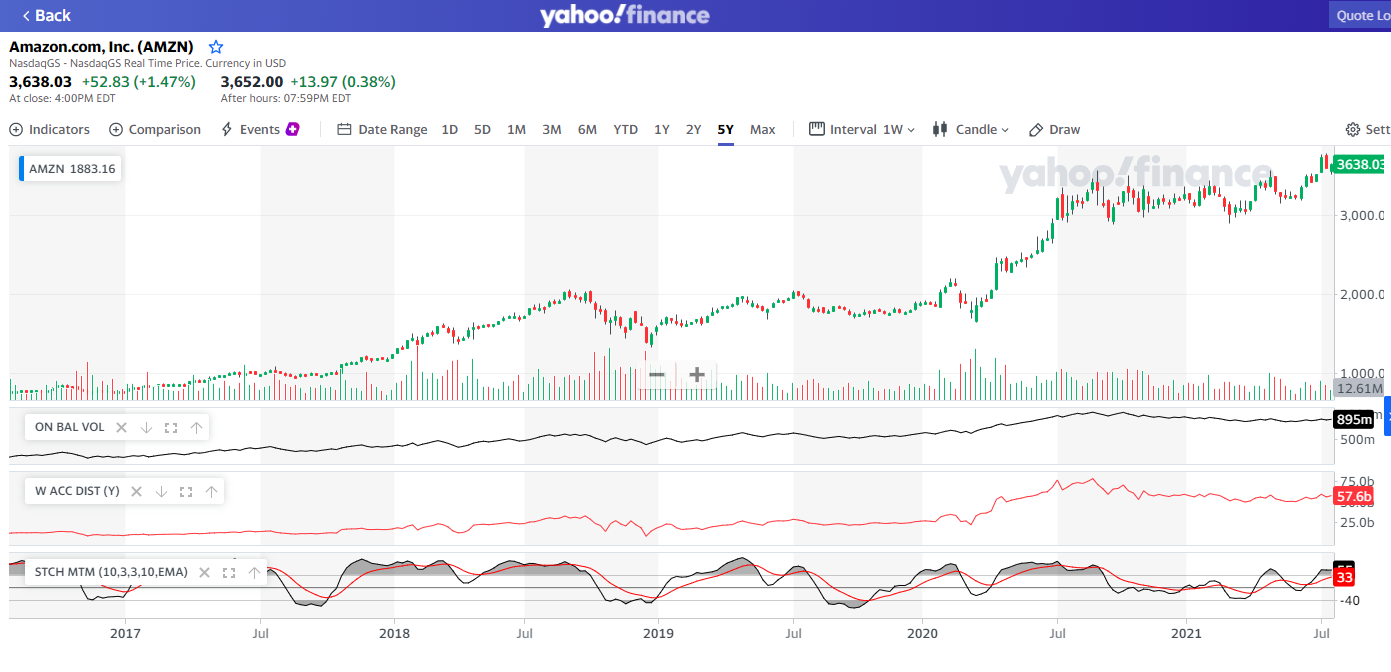 Back
yahoo!finance
Quote Lo
Amazon.com, Inc. (AMZN)
NasdaqGS - NasdaqGS Real Time Price. Currency in USD
3,638.03 +52.83 (+1.47%) 3,652.00 +13.97 (0.38%)
At close: 4:00PM EDT After hours: 07:59PM EDT
Indicators Comparison Events Date Range 1D 5D 1M 3M 6M YTD 1Y 2Y 5Y Max Interval 1W Candle Draw Sett
AMZN 1883.16
yahoo!finance
3638.03
3,000.0
2,000.0
1,000.0
12.61M
ON BAL VOL
895m
500m
W ACC DIST (Y)
75.0b
57.6b
25.0b
STCH MTM (10,3,3,10,EMA)
33
-40
2017 Jul 2018 Jul 2019 Jul 2020 Jul 2021 Jul